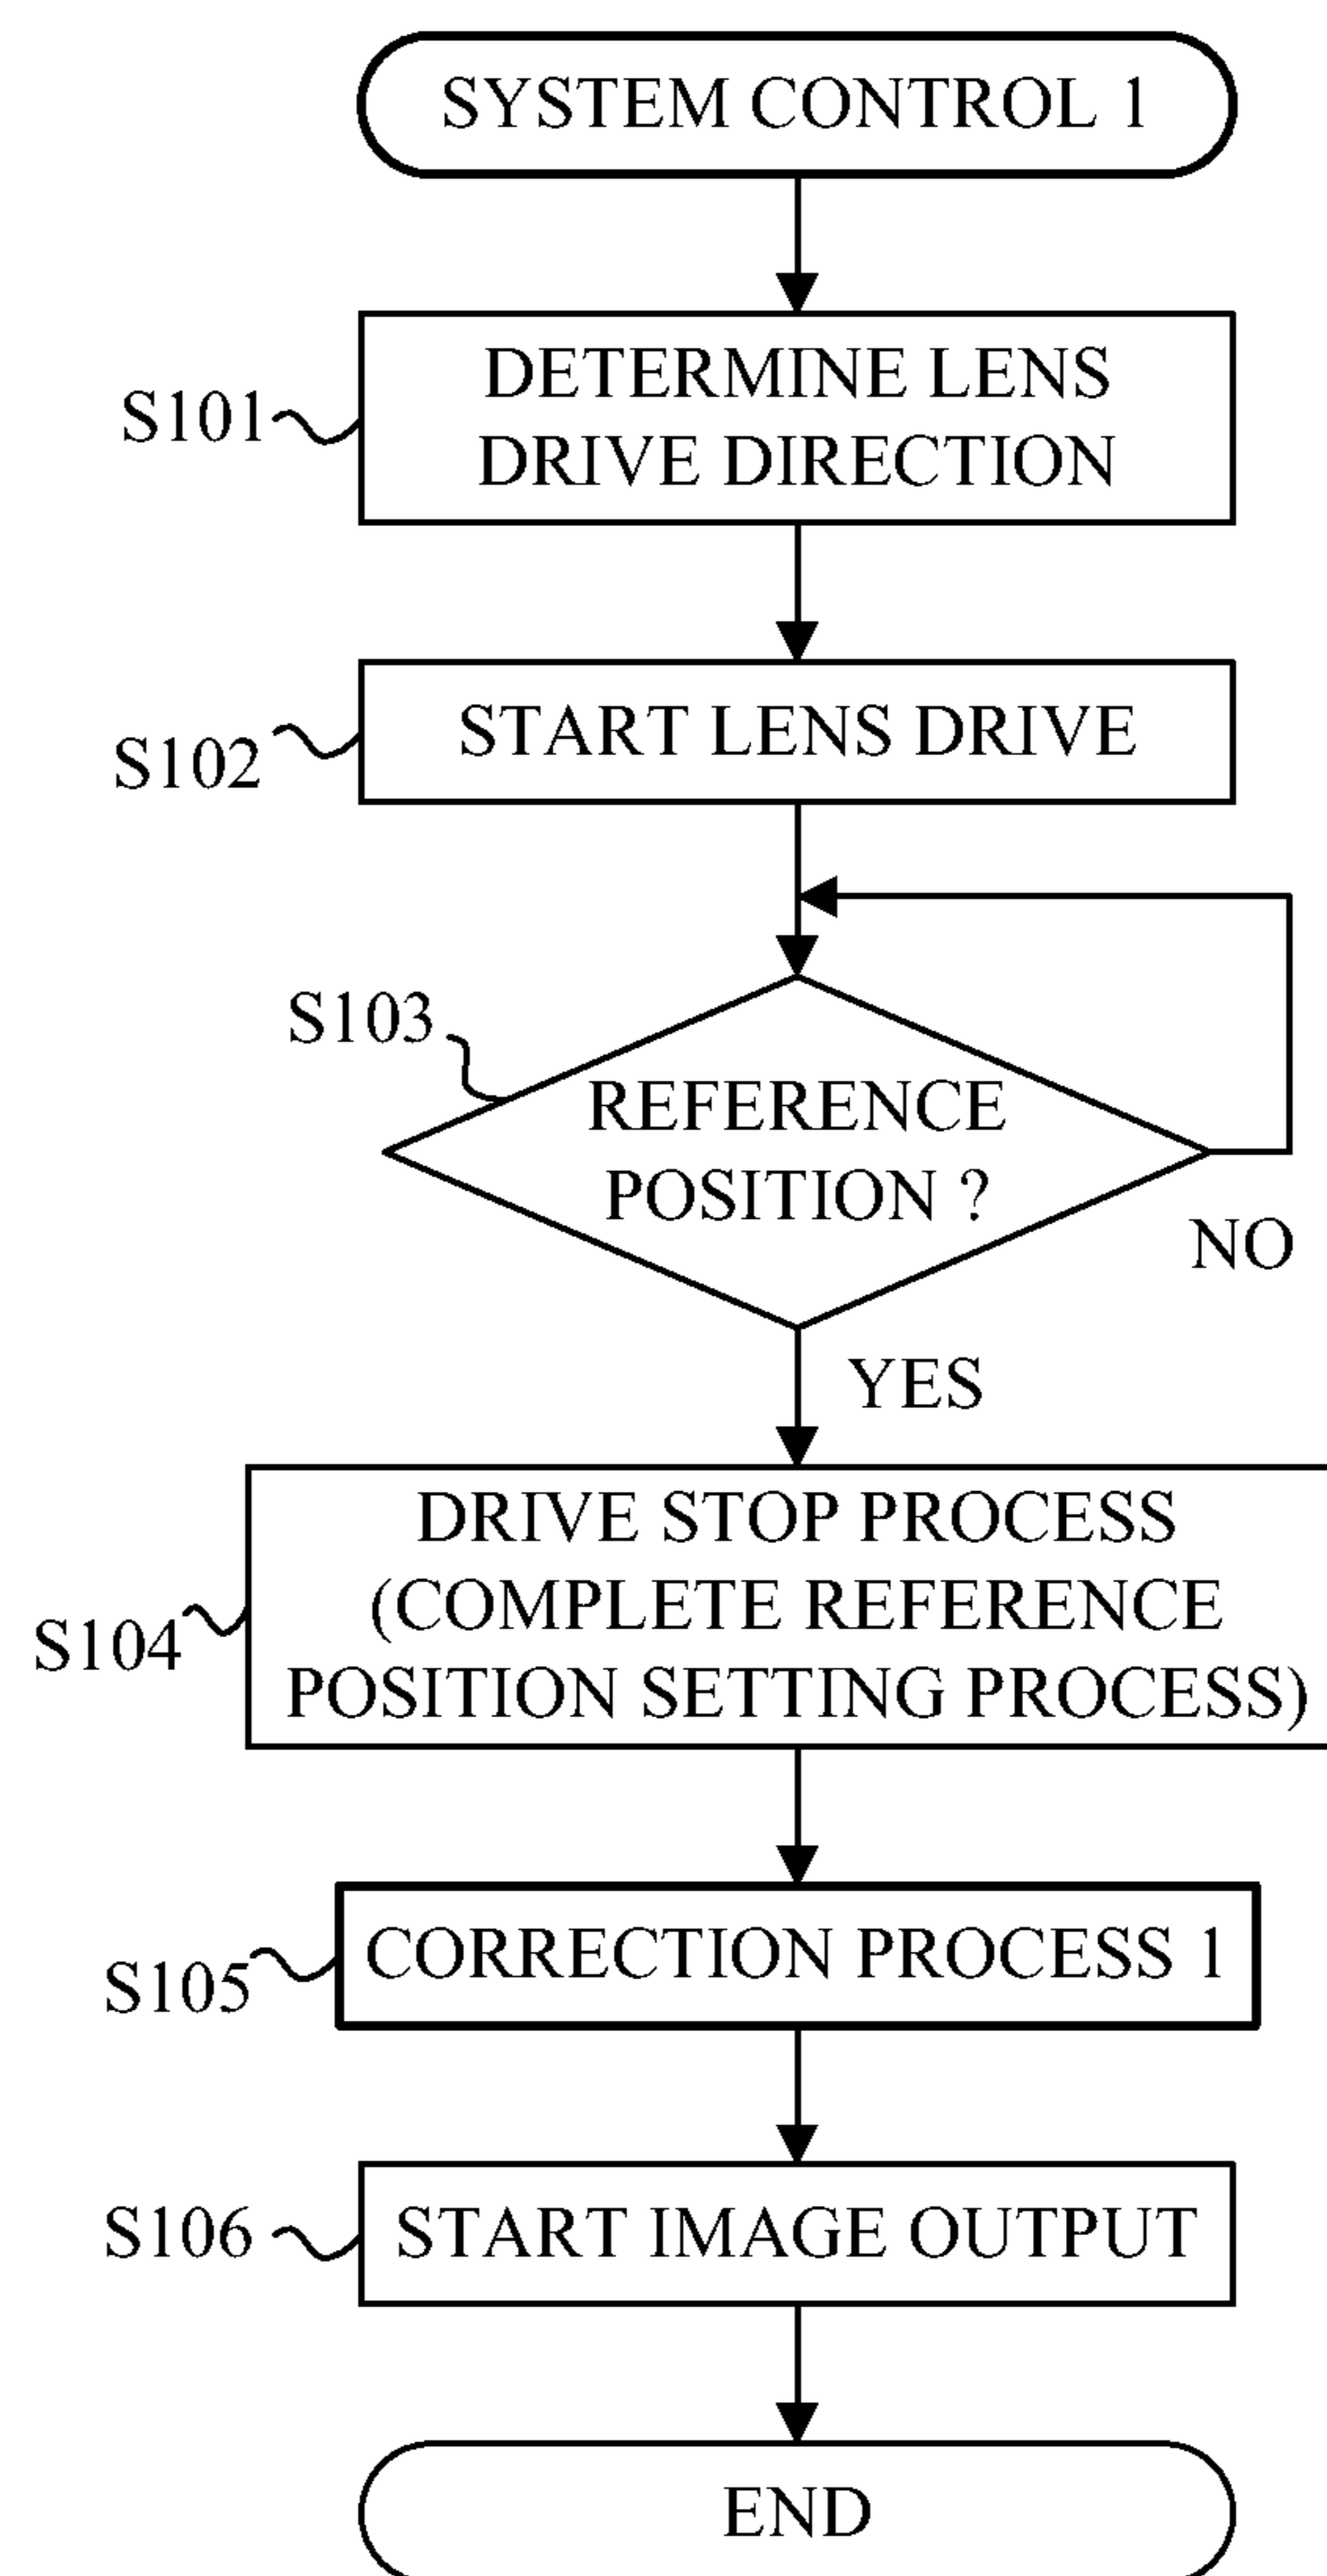 SYSTEM CONTROL 1
S101
DETERMINE LENS
DRIVE DIRECTION
S102
START LENS DRIVE
S103
REFERENCE
POSITION ?
NO
YES
S104
DRIVE STOP PROCESS
(COMPLETE REFERENCE
POSITION SETTING PROCESS)
S105
CORRECTION PROCESS 1
S106
START IMAGE OUTPUT
END